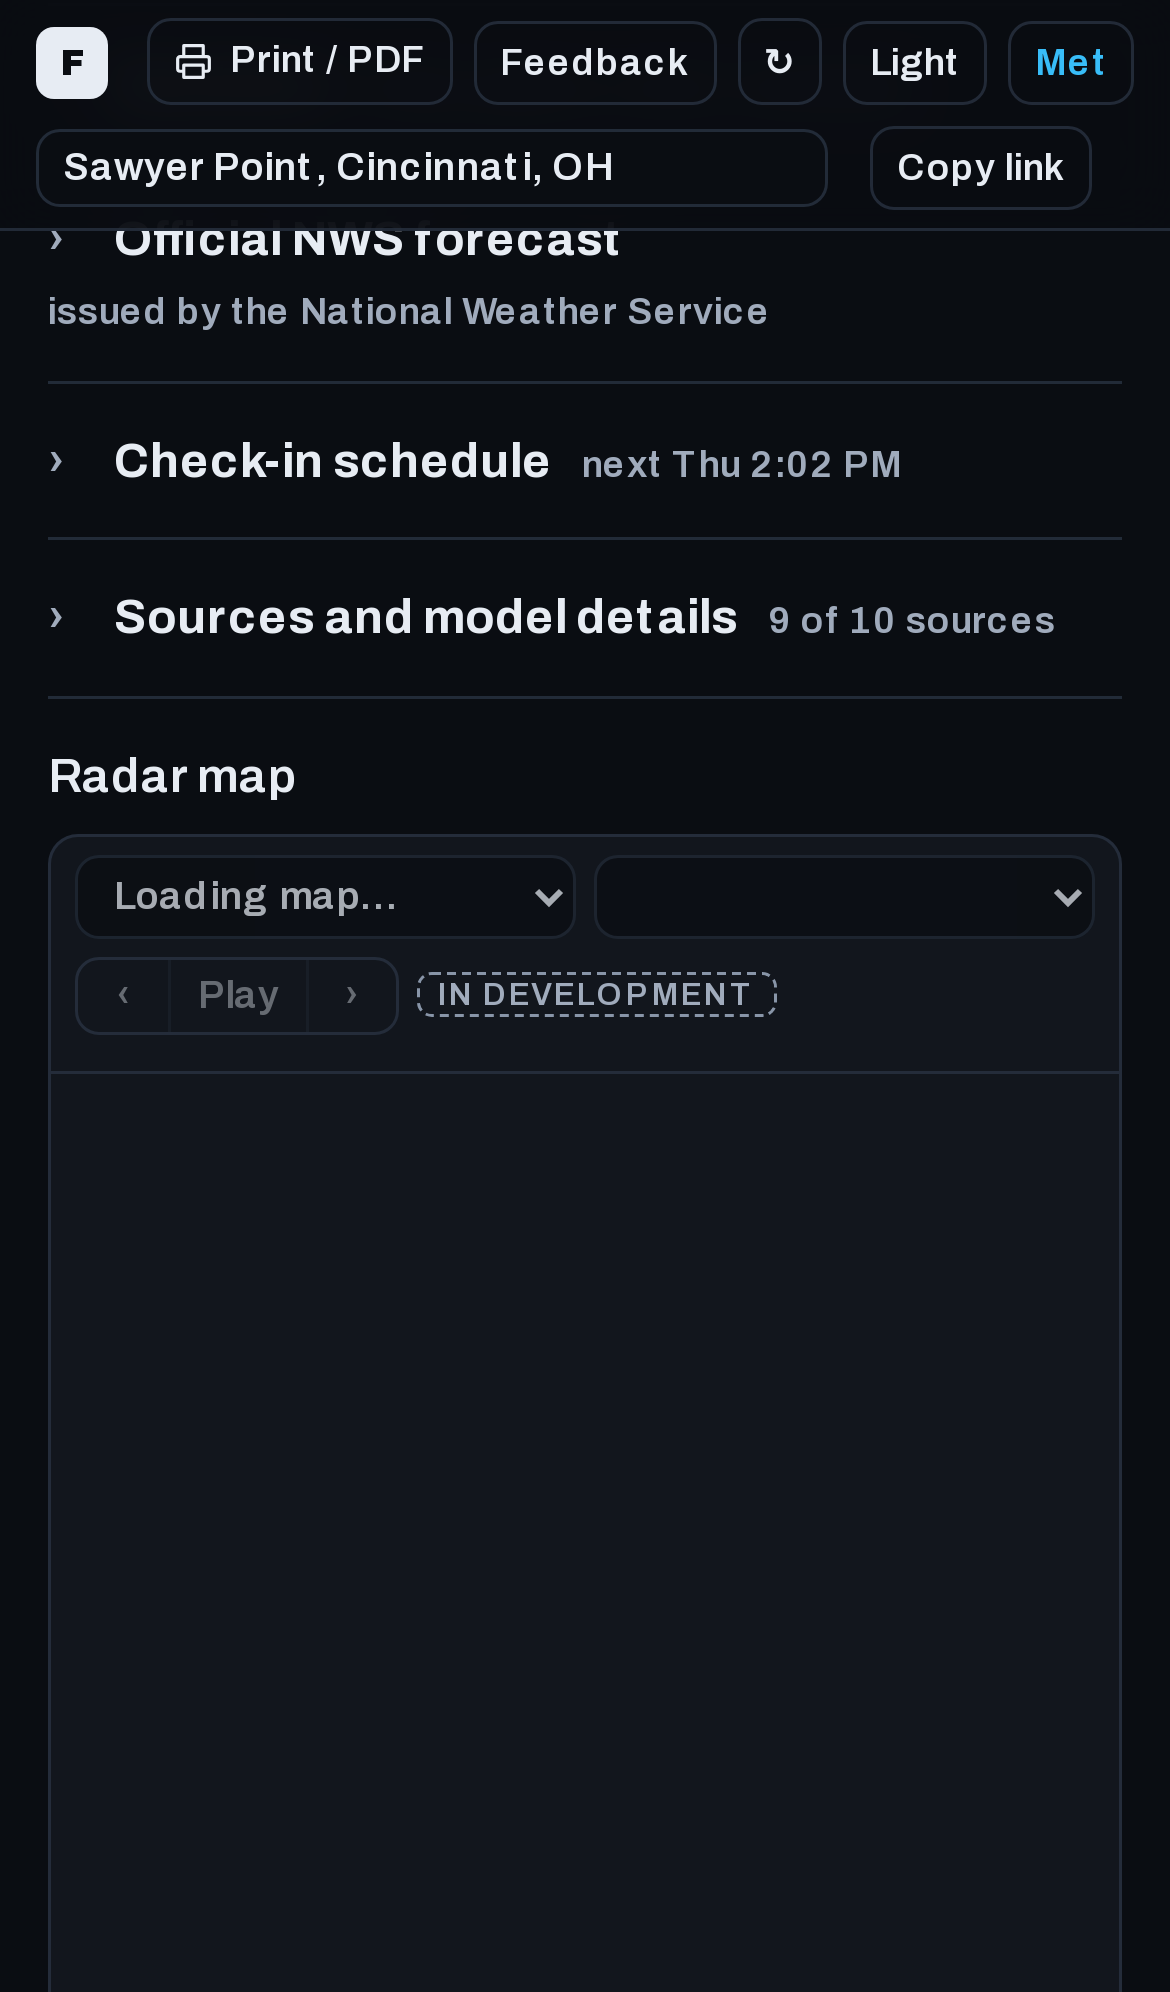 F
Print / PDF
Feedback
↻
Light
Met
Sawyer Point, Cincinnati, OH
Copy link
› Official NWS forecast
issued by the National Weather Service
› Check-in schedule next Thu 2:02 PM
› Sources and model details 9 of 10 sources
Radar map
Loading map...
‹ Play ›
IN DEVELOPMENT